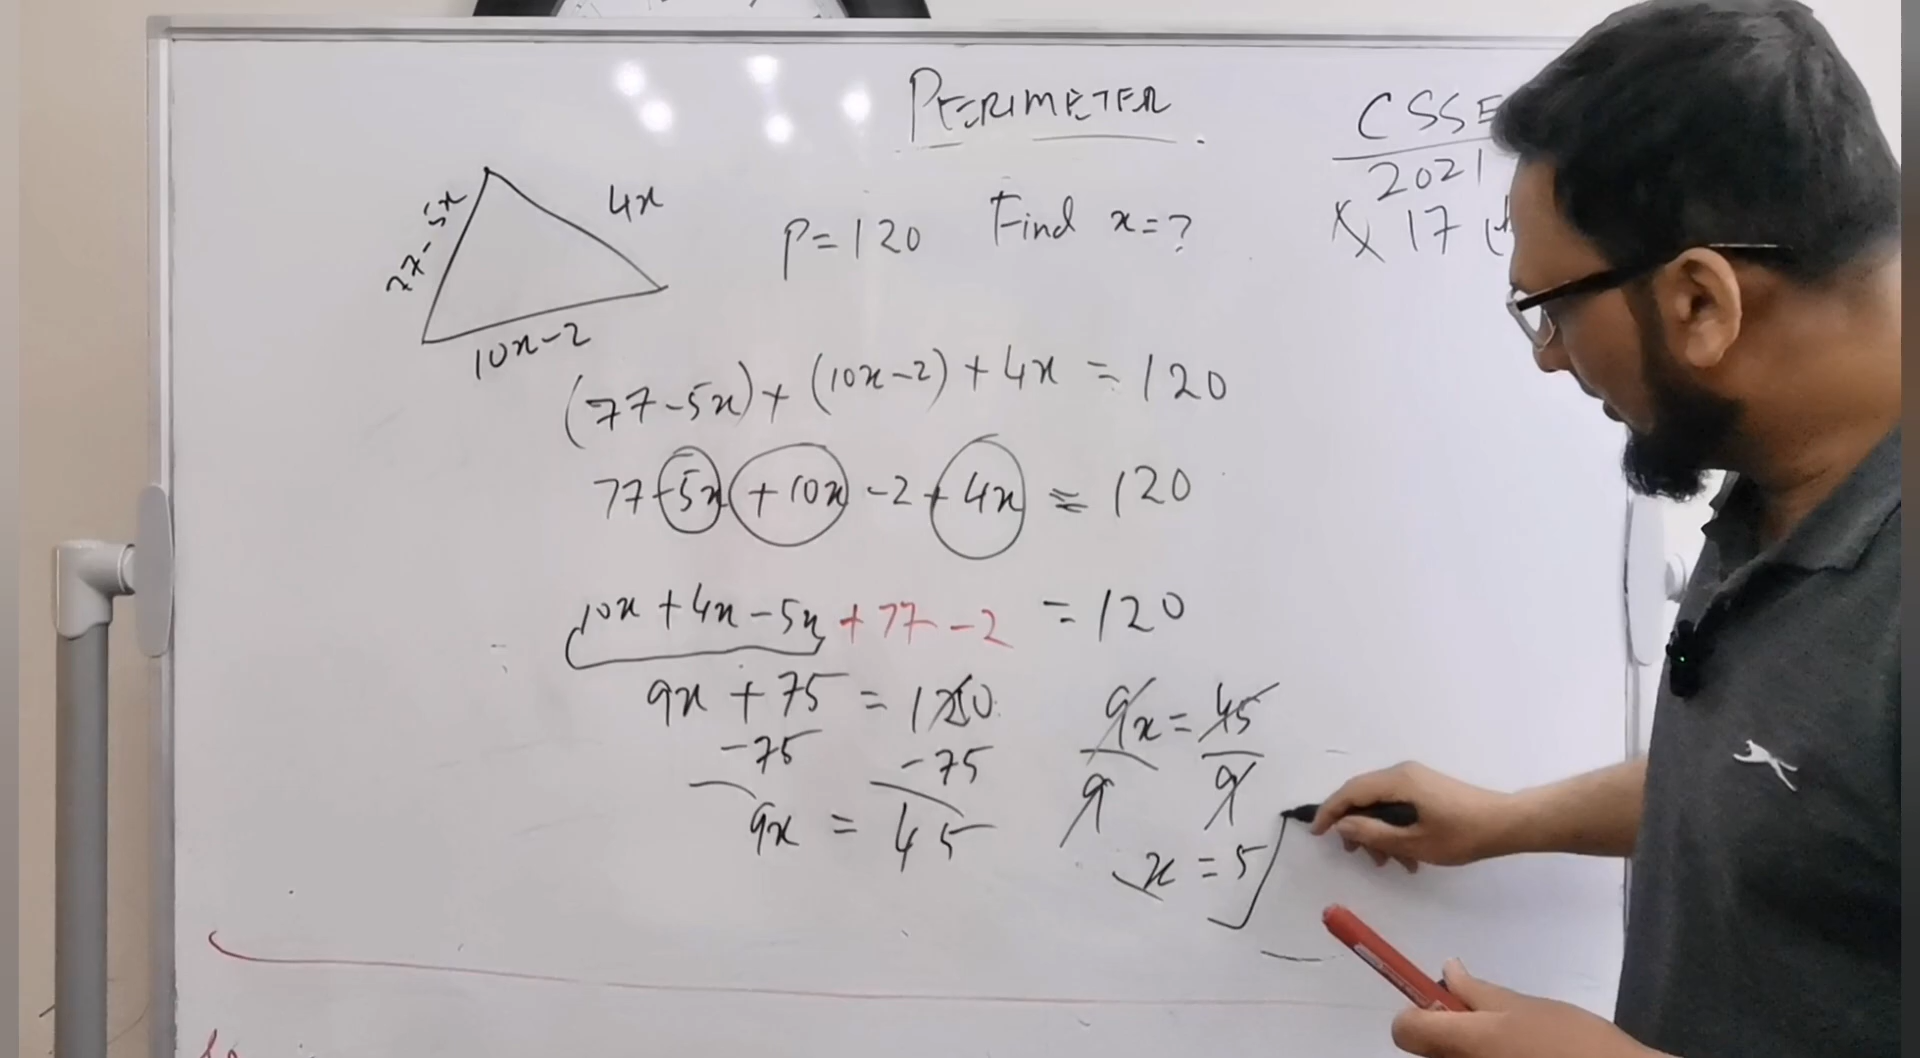 PERIMETER
CSSE
2021
17
77-5x
4x
10x-2
P=120 Find x=?
(77-5x)+(10x-2)+4x=120
77-5x+10x-2+4x=120
10x+4x-5x+77-2=120
9x+75=120
-75 -75
9x=45
9x=45
9 9
x=5